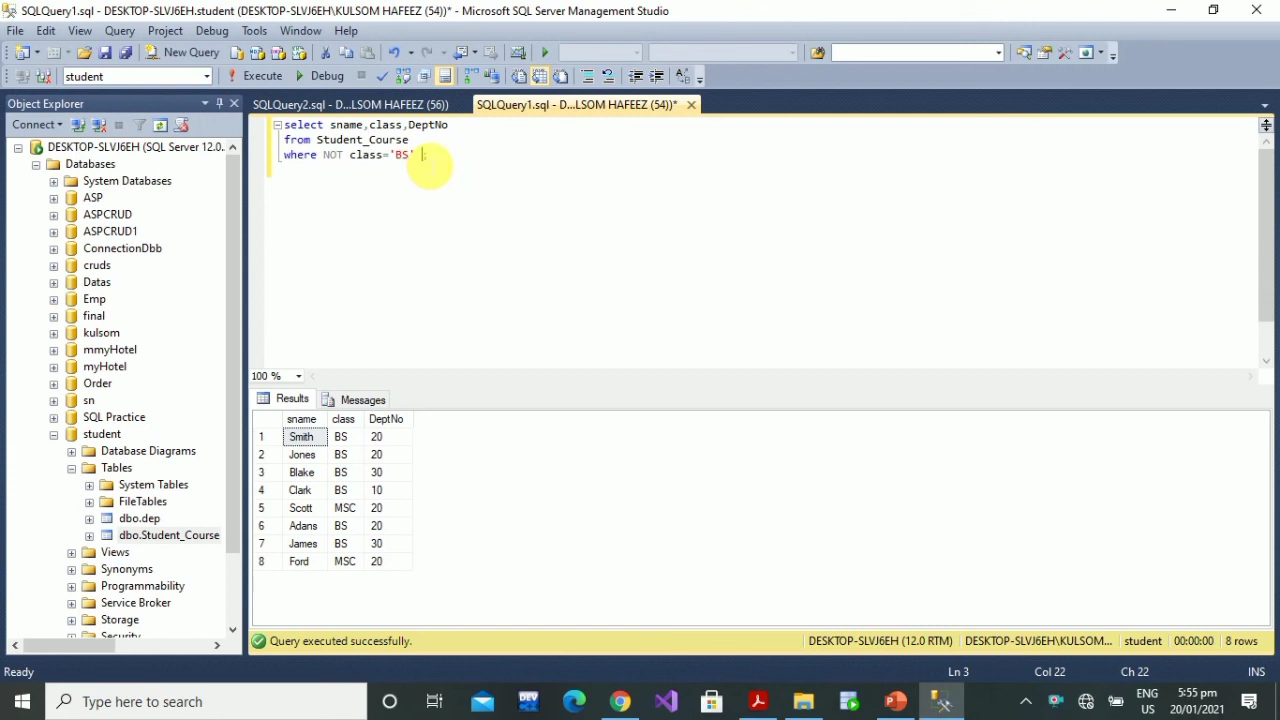 SQLQuery1.sql - DESKTOP-SLVJ6EH.student (DESKTOP-SLVJ6EH\KULSOM HAFEEZ (54))* - Microsoft SQL Server Management Studio
File Edit View Query Project Debug Tools Window Help
New Query
student Execute Debug
Object Explorer
Connect
DESKTOP-SLVJ6EH (SQL Server 12.0
Databases
System Databases
ASP
ASPCRUD
ASPCRUD1
ConnectionDbb
cruds
Datas
Emp
final
kulsom
mmyHotel
myHotel
Order
sn
SQL Practice
student
Database Diagrams
Tables
System Tables
FileTables
dbo.dep
dbo.Student_Course
Views
Synonyms
Programmability
Service Broker
Storage
Security
SQLQuery2.sql - D...LSOM HAFEEZ (56)) SQLQuery1.sql - D...LSOM HAFEEZ (54))*
select sname,class,DeptNo
from Student_Course
where NOT class='BS' ;
100 %
Results Messages
sname class DeptNo
1 Smith BS 20
2 Jones BS 20
3 Blake BS 30
4 Clark BS 10
5 Scott MSC 20
6 Adans BS 20
7 James BS 30
8 Ford MSC 20
Query executed successfully. DESKTOP-SLVJ6EH (12.0 RTM) DESKTOP-SLVJ6EH\KULSOM... student 00:00:00 8 rows
Ready Ln 3 Col 22 Ch 22 INS
Type here to search
DEV
ENG
US
5:55 pm
20/01/2021